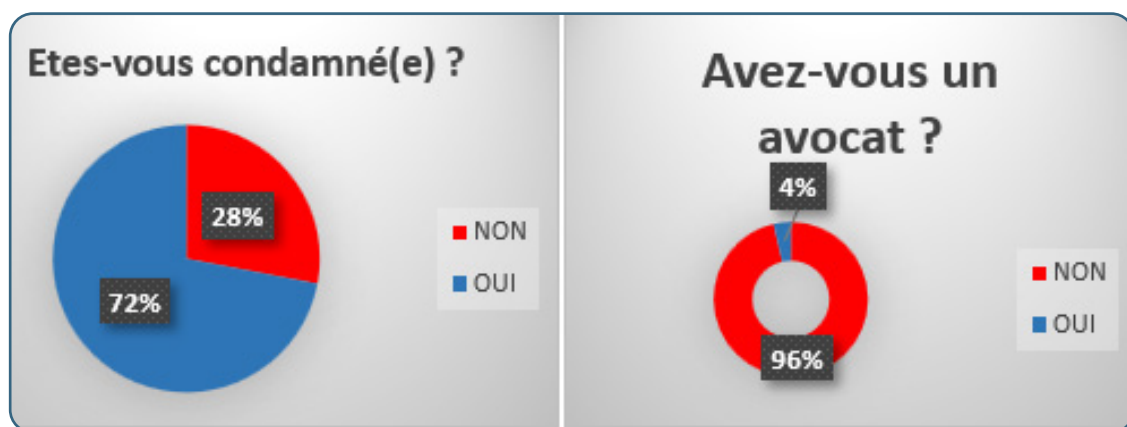 Etes-vous condamné(e) ?
28%
72%
NON
OUI
Avez-vous un
avocat ?
4%
96%
NON
OUI